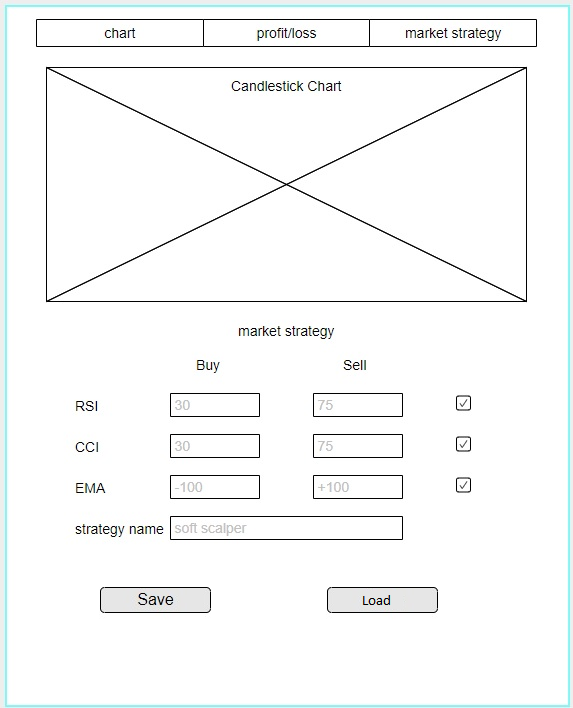 chart profit/loss market strategy
Candlestick Chart
market strategy
Buy Sell
RSI 30 75
CCI 30 75
EMA -100 +100
strategy name soft scalper
Save Load